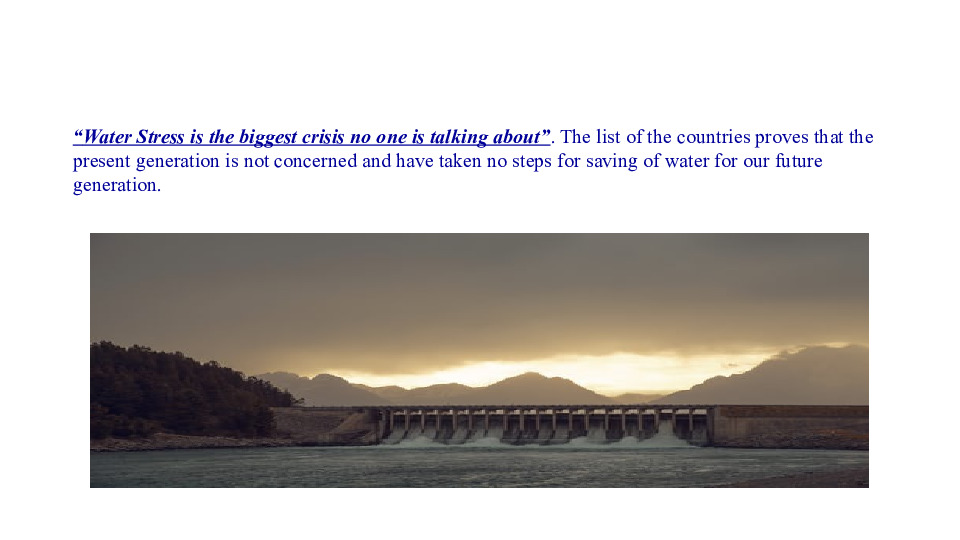 “Water Stress is the biggest crisis no one is talking about”. The list of the countries proves that the
present generation is not concerned and have taken no steps for saving of water for our future
generation.